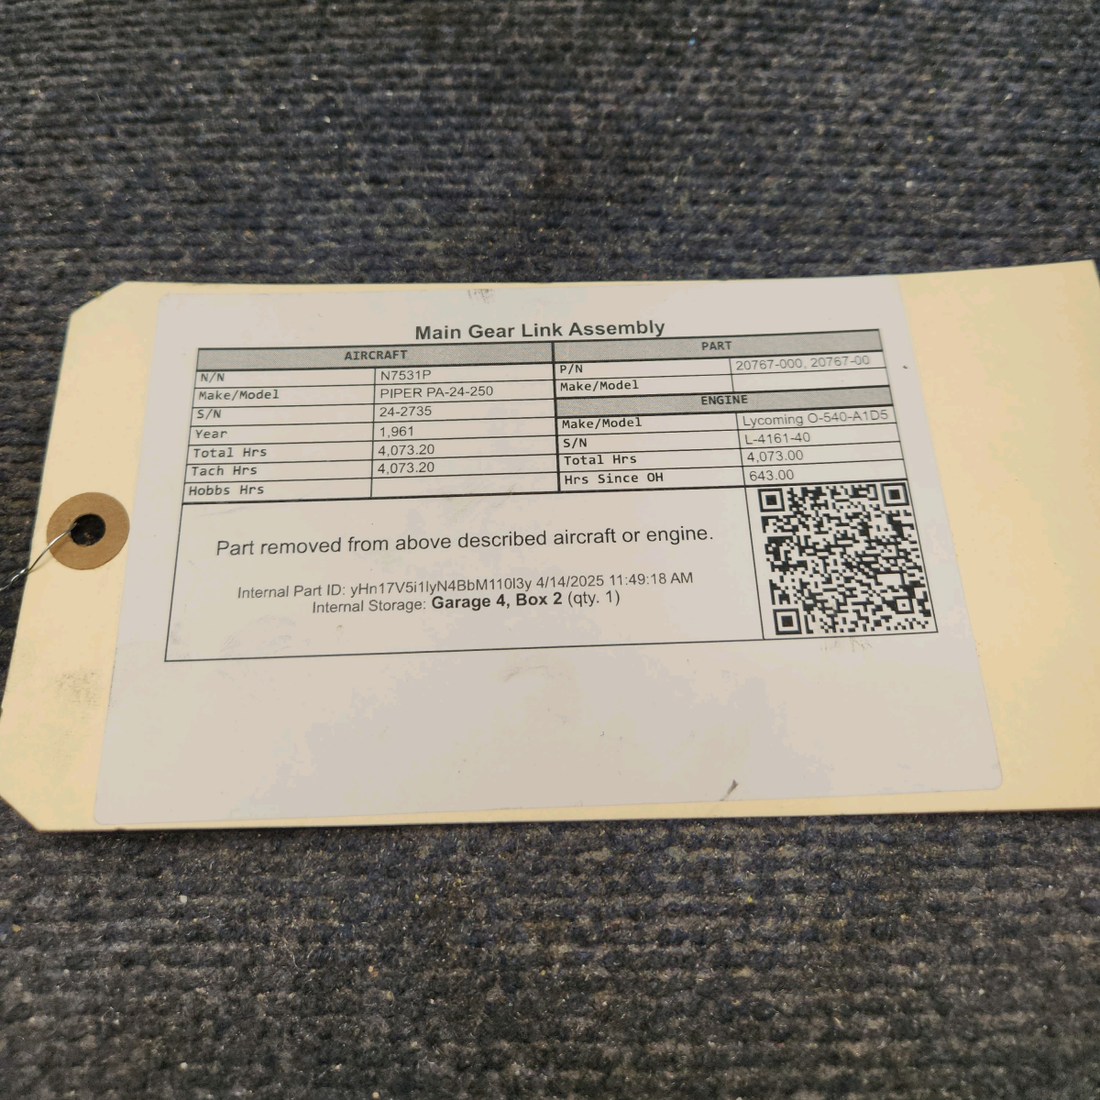 Main Gear Link Assembly
AIRCRAFT
N/N N7531P
Make/Model PIPER PA-24-250
S/N 24-2735
Year 1,961
Total Hrs 4,073.20
Tach Hrs 4,073.20
Hobbs Hrs
PART
P/N 20767-000, 20767-00
Make/Model
ENGINE
Make/Model Lycoming O-540-A1D5
S/N L-4161-40
Total Hrs 4,073.00
Hrs Since OH 643.00
Part removed from above described aircraft or engine.
Internal Part ID: yHn17V5i1IyN4BbM110l3y 4/14/2025 11:49:18 AM
Internal Storage: Garage 4, Box 2 (qty. 1)